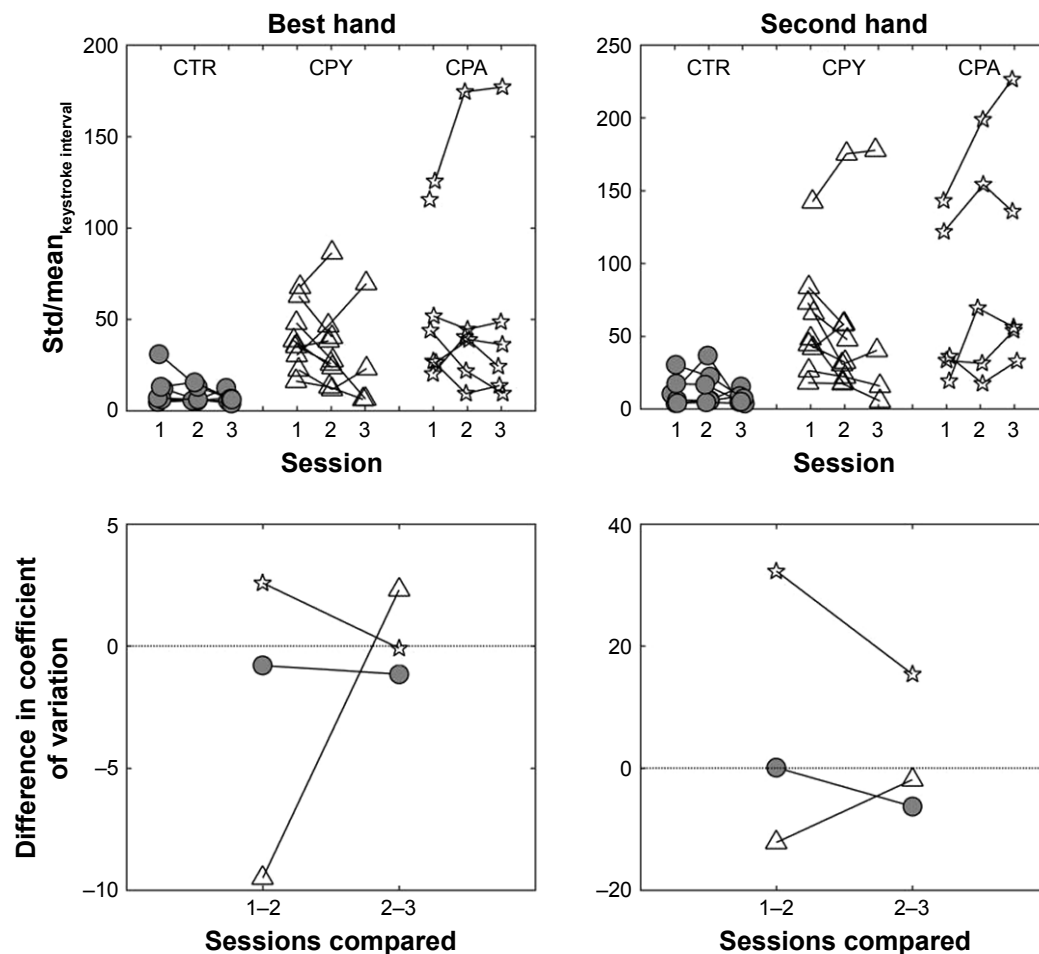 Best hand
Second hand
Std/mean keystroke interval
200
150
100
50
0
CTR
CPY
CPA
1 2 3 1 2 3 1 2 3
Session
250
200
150
100
50
0
CTR
CPY
CPA
1 2 3 1 2 3 1 2 3
Session
Difference in coefficient
of variation
5
0
–5
–10
1–2 2–3
Sessions compared
40
20
0
–20
1–2 2–3
Sessions compared